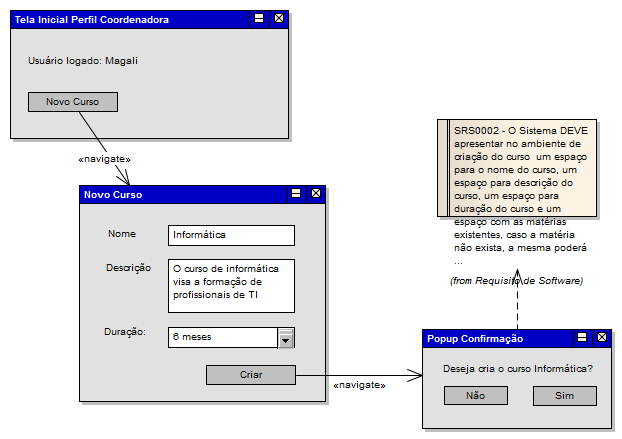 Tela Inicial Perfil Coordenadora
Usuário logado: Magali
Novo Curso
«navigate»
Novo Curso
Nome
Informática
Descrição
O curso de informática
visa a formação de
profissionais de TI
Duração:
6 meses
Criar
«navigate»
SRS0002 - O Sistema DEVE
apresentar no ambiente de
criação do curso um espaço
para o nome do curso, um
espaço para descrição do
curso, um espaço para
duração do curso e um
espaço com as matérias
existentes, caso a matéria
não exista, a mesma poderá
...
(from Requisito de Software)
Popup Confirmação
Deseja cria o curso Informática?
Não
Sim